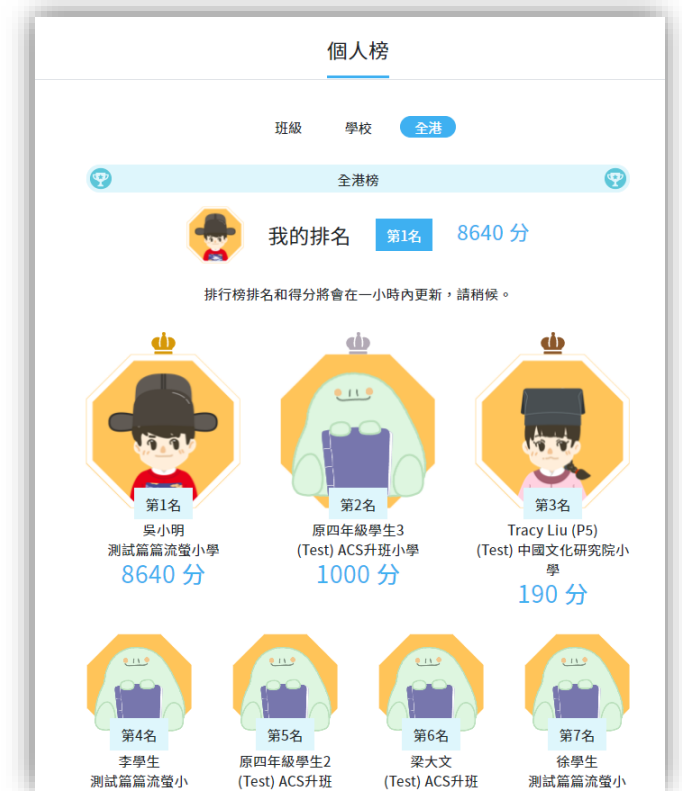 個人榜
班級 學校 全港
全港榜
我的排名 第1名 8640 分
排行榜排名和得分將會在一小時內更新，請稍候。
第1名 第2名 第3名
吳小明 原四年級學生3 Tracy Liu (P5)
測試篇篇流螢小學 (Test) ACS升班小學 (Test) 中國文化研究院小
學
8640 分 1000 分
190 分
第4名 第5名 第6名 第7名
李學生 原四年級學生2 梁大文 徐學生
測試篇篇流螢小 (Test) ACS升班 (Test) ACS升班 測試篇篇流螢小